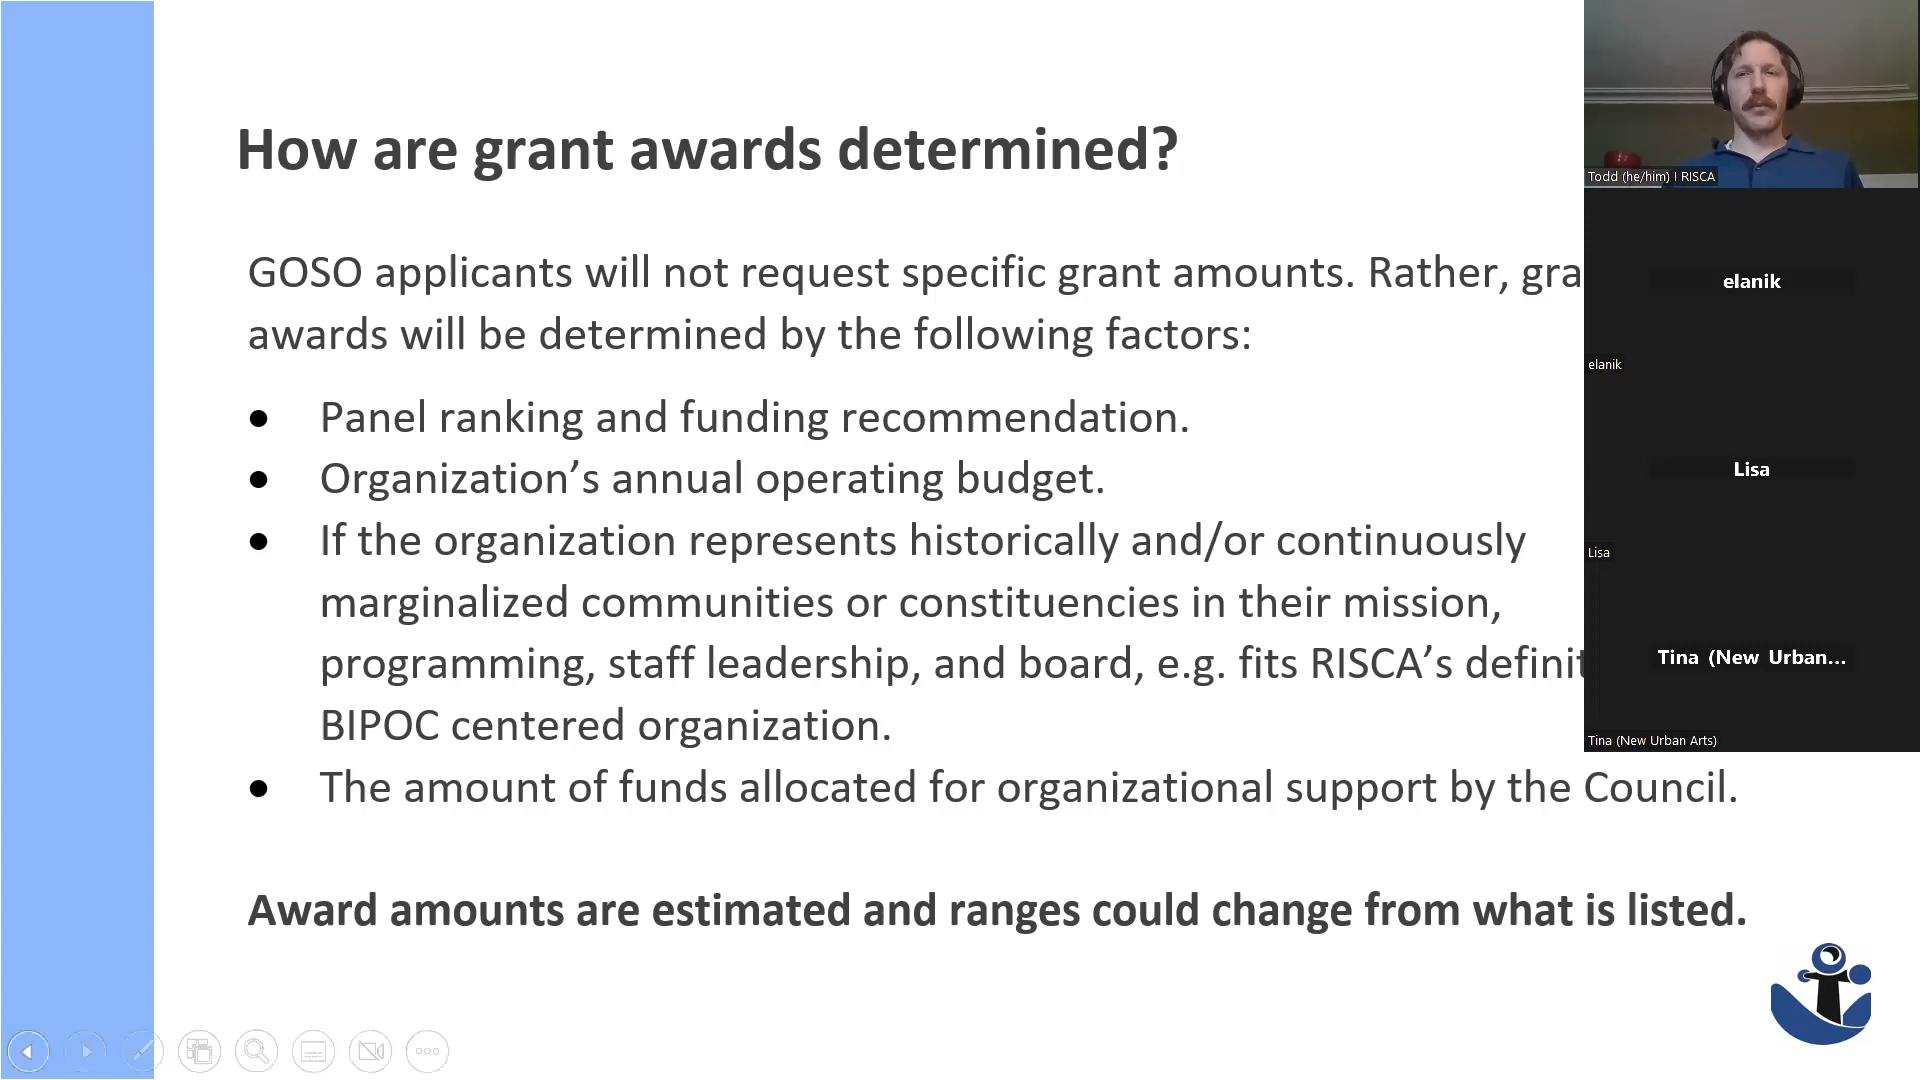 How are grant awards determined?
GOSO applicants will not request specific grant amounts. Rather, gra
awards will be determined by the following factors:
● Panel ranking and funding recommendation.
● Organization’s annual operating budget.
● If the organization represents historically and/or continuously
marginalized communities or constituencies in their mission,
programming, staff leadership, and board, e.g. fits RISCA’s definit
BIPOC centered organization.
● The amount of funds allocated for organizational support by the Council.
Award amounts are estimated and ranges could change from what is listed.
Todd (he/him) I RISCA
elanik
elanik
Lisa
Lisa
Tina (New Urban...
Tina (New Urban Arts)